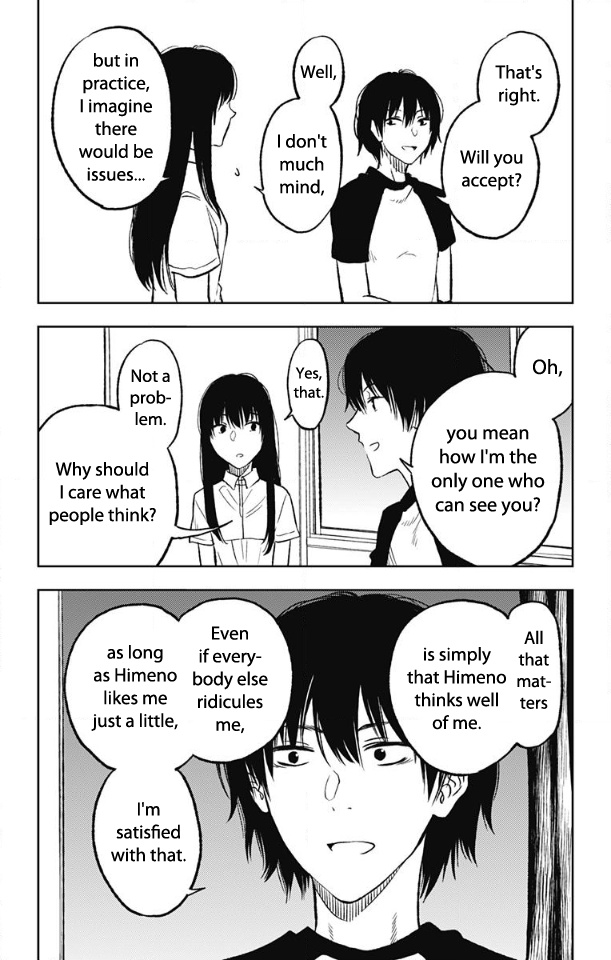 That's
right.
Will you
accept?
Well,
I don't
much
mind,
but in
practice,
I imagine
there
would be
issues...
Oh,
you mean
how I'm the
only one who
can see you?
Yes,
that.
Not a
prob-
lem.
Why should
I care what
people think?
All
that
mat-
ters
is simply
that Himeno
thinks well
of me.
Even
if every-
body else
ridicules
me,
as long
as Himeno
likes me
just a little,
I'm
satisfied
with that.